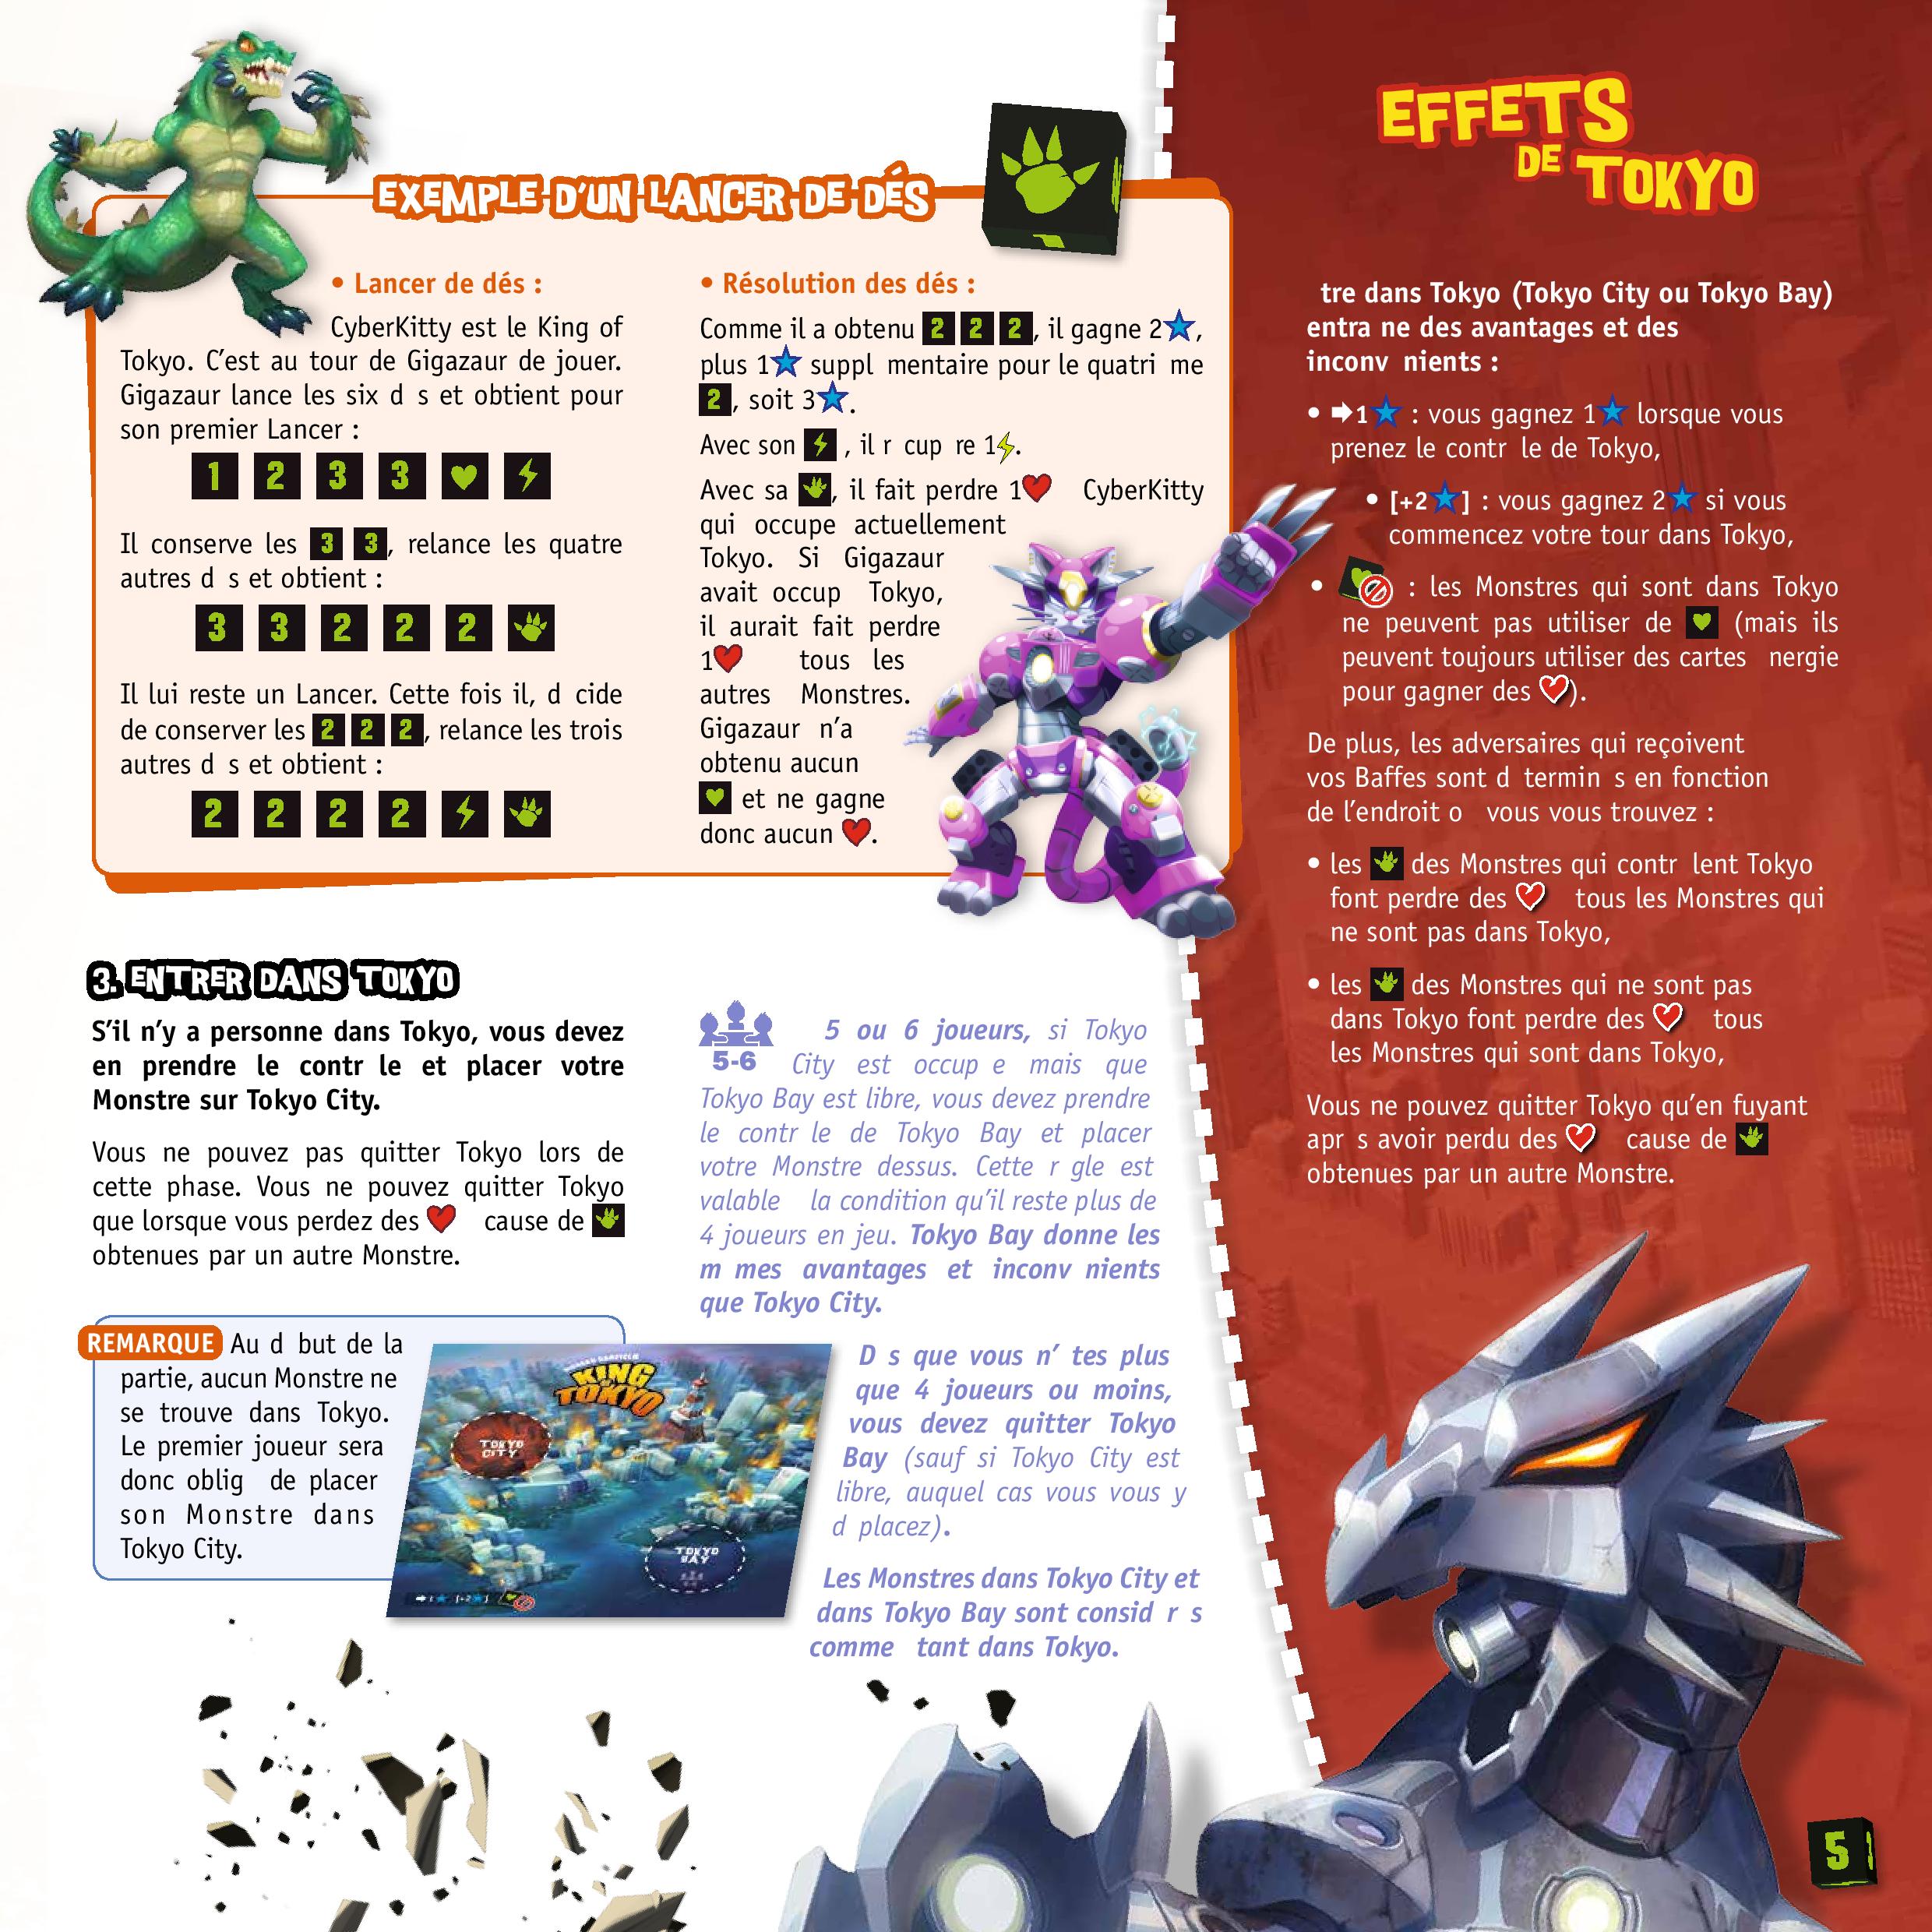 EXEMPLE D'UN LANCER DE DÉS
• Lancer de dés :
CyberKitty est le King of
Tokyo. C'est au tour de Gigazaur de jouer.
Gigazaur lance les six d s et obtient pour
son premier Lancer :
1 2 3 3
Il conserve les 3 3, relance les quatre
autres d s et obtient :
3 3 2 2 2
Il lui reste un Lancer. Cette fois il, d cide
de conserver les 2 2 2, relance les trois
autres d s et obtient :
2 2 2 2
• Résolution des dés :
Comme il a obtenu 2 2 2, il gagne 2★,
plus 1★ suppl mentaire pour le quatri me
2, soit 3★.
Avec son ⚡, il r cup re 1⚡.
Avec sa , il fait perdre 1♥ CyberKitty
qui occupe actuellement
Tokyo. Si Gigazaur
avait occup Tokyo,
il aurait fait perdre
1♥ tous les
autres Monstres.
Gigazaur n'a
obtenu aucun
♥ et ne gagne
donc aucun ♥.
3. ENTRER DANS TOKYO
S'il n'y a personne dans Tokyo, vous devez
en prendre le contr le et placer votre
Monstre sur Tokyo City.
Vous ne pouvez pas quitter Tokyo lors de
cette phase. Vous ne pouvez quitter Tokyo
que lorsque vous perdez des ♥ cause de
obtenues par un autre Monstre.
REMARQUE Au d but de la
partie, aucun Monstre ne
se trouve dans Tokyo.
Le premier joueur sera
donc oblig de placer
son Monstre dans
Tokyo City.
KING
OF TOKYO
TOKYO
CITY
TOKYO
BAY
➡1★ [+2★]
5-6
5 ou 6 joueurs, si Tokyo
City est occup e mais que
Tokyo Bay est libre, vous devez prendre
le contr le de Tokyo Bay et placer
votre Monstre dessus. Cette r gle est
valable la condition qu'il reste plus de
4 joueurs en jeu. Tokyo Bay donne les
m mes avantages et inconv nients
que Tokyo City.
D s que vous n' tes plus
que 4 joueurs ou moins,
vous devez quitter Tokyo
Bay (sauf si Tokyo City est
libre, auquel cas vous vous y
d placez).
Les Monstres dans Tokyo City et
dans Tokyo Bay sont consid r s
comme tant dans Tokyo.
EFFETS
DE TOKYO
tre dans Tokyo (Tokyo City ou Tokyo Bay)
entra ne des avantages et des
inconv nients :
• ➡1★ : vous gagnez 1★ lorsque vous
prenez le contr le de Tokyo,
• [+2★] : vous gagnez 2★ si vous
commencez votre tour dans Tokyo,
• : les Monstres qui sont dans Tokyo
ne peuvent pas utiliser de ♥ (mais ils
peuvent toujours utiliser des cartes nergie
pour gagner des ♥).
De plus, les adversaires qui reçoivent
vos Baffes sont d termin s en fonction
de l'endroit o vous vous trouvez :
• les des Monstres qui contr lent Tokyo
font perdre des ♥ tous les Monstres qui
ne sont pas dans Tokyo,
• les des Monstres qui ne sont pas
dans Tokyo font perdre des ♥ tous
les Monstres qui sont dans Tokyo,
Vous ne pouvez quitter Tokyo qu'en fuyant
apr s avoir perdu des ♥ cause de
obtenues par un autre Monstre.
5